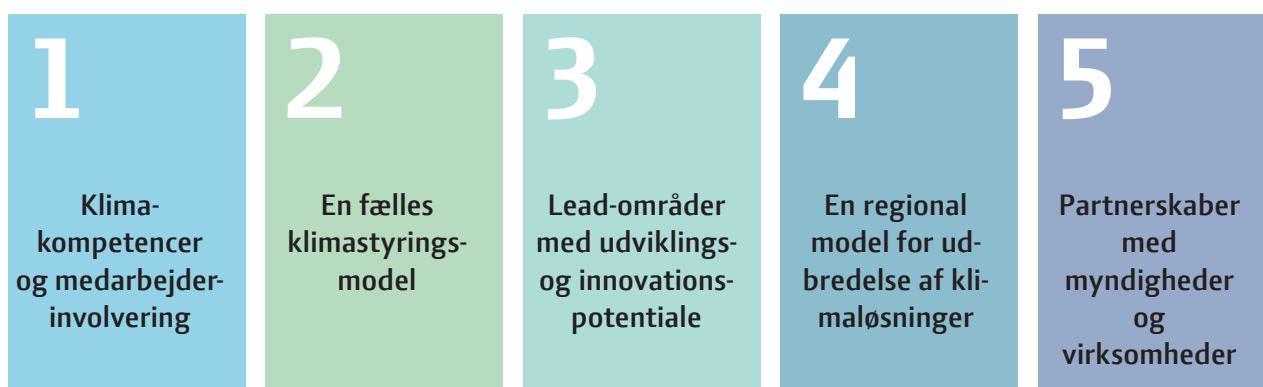 1
Klima-
kompetencer
og medarbejder-
involvering
2
En fælles
klimastyrings-
model
3
Lead-områder
med udviklings-
og innovations-
potentiale
4
En regional
model for ud-
bredelse af kli-
maløsninger
5
Partnerskaber
med
myndigheder
og
virksomheder